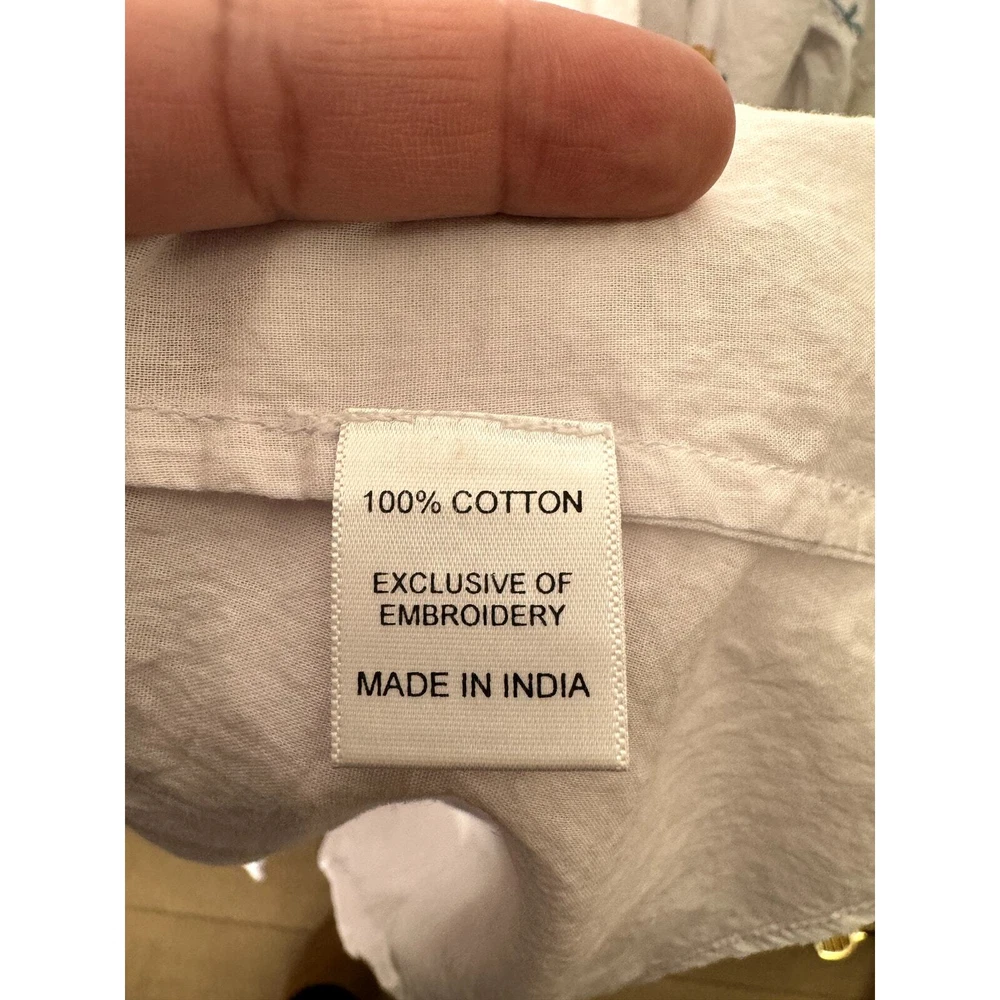 100% COTTON
EXCLUSIVE OF
EMBROIDERY
MADE IN INDIA